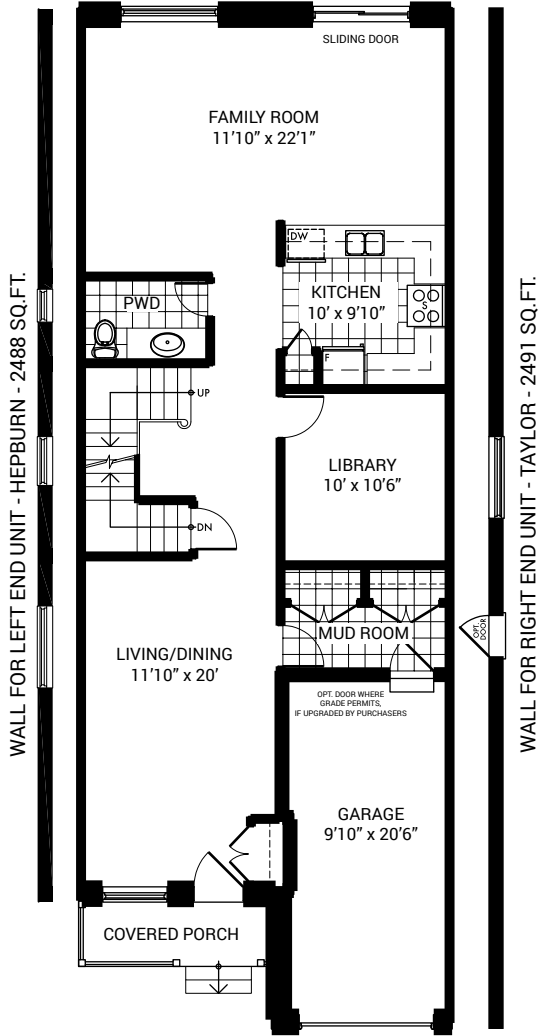 SLIDING DOOR
FAMILY ROOM
11'10" x 22'1"
DW
PWD
KITCHEN
10' x 9'10"
S
F
UP
LIBRARY
10' x 10'6"
DN
MUD ROOM
OPT.
DOOR
LIVING/DINING
11'10" x 20'
OPT. DOOR WHERE
GRADE PERMITS,
IF UPGRADED BY PURCHASERS
GARAGE
9'10" x 20'6"
COVERED PORCH
WALL FOR LEFT END UNIT - HEPBURN - 2488 SQ.FT.
WALL FOR RIGHT END UNIT - TAYLOR - 2491 SQ.FT.